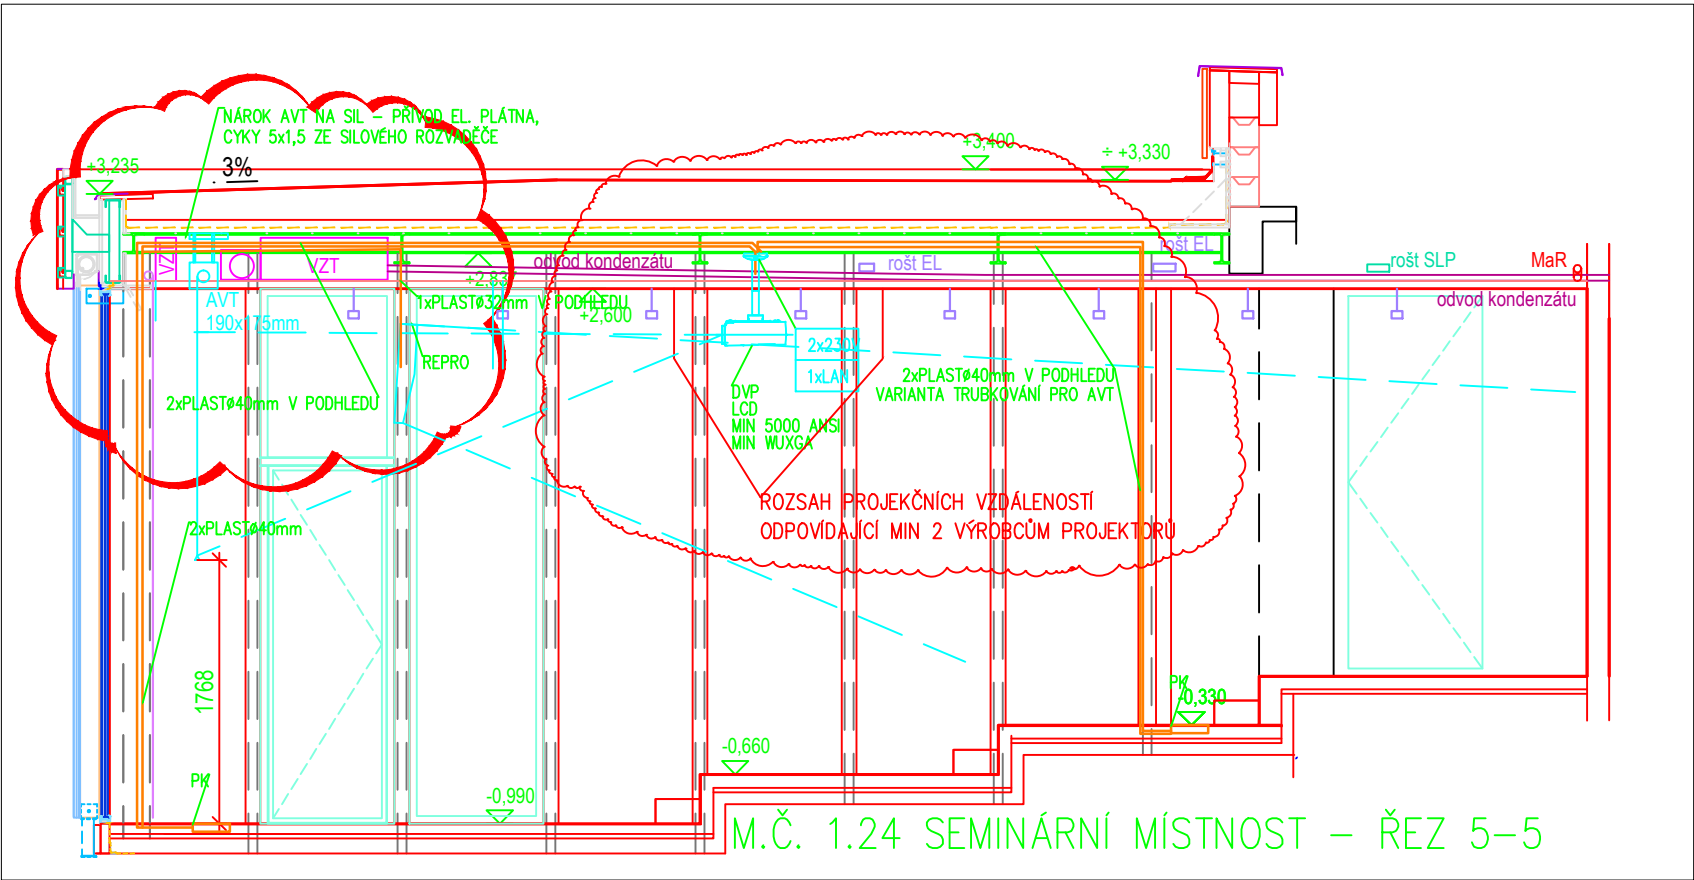 NÁROK AVT NA SIL – PŘÍVOD EL. PLÁTNA,
CYKY 5x1,5 ZE SILOVÉHO ROZVADĚČE
+3,235
3%
+3,400
÷ +3,330
VZT
VZT
odvod kondenzátu
rošt EL
rošt EL
rošt SLP
MaR
odvod kondenzátu
+2.83
AVT
190x175mm
1xPLASTø32mm V PODHLEDU
+2,600
REPRO
2xPLASTø40mm V PODHLEDU
2x230V
1xLAN
DVP
LCD
MIN 5000 ANSI
MIN WUXGA
2xPLASTø40mm V PODHLEDU
VARIANTA TRUBKOVÁNÍ PRO AVT
ROZSAH PROJEKČNÍCH VZDÁLENOSTÍ
ODPOVÍDAJÍCÍ MIN 2 VÝROBCŮM PROJEKTORŮ
2xPLASTø40mm
1768
PK
-0,330
-0,660
PK
-0,990
M.Č. 1.24 SEMINÁRNÍ MÍSTNOST – ŘEZ 5-5